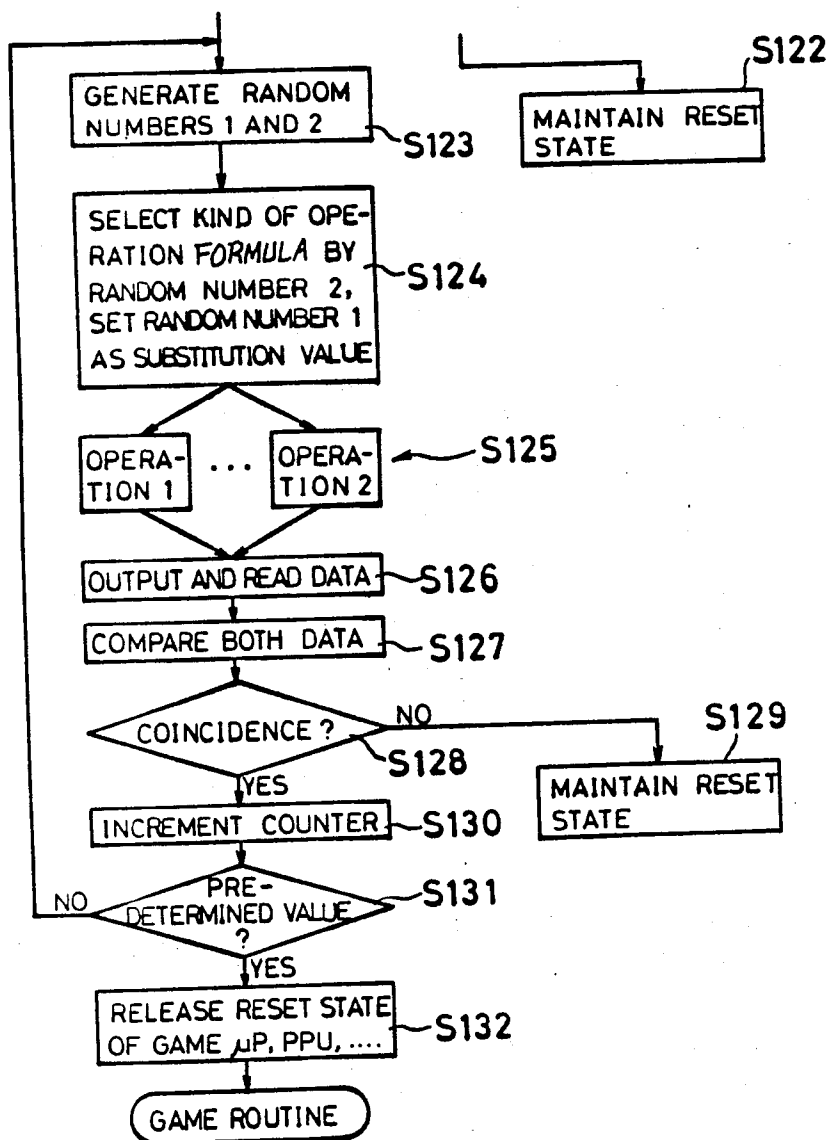 GENERATE RANDOM
NUMBERS 1 AND 2
S123
S122
MAINTAIN RESET
STATE
SELECT KIND OF OPE-
RATION FORMULA BY
RANDOM NUMBER 2,
SET RANDOM NUMBER 1
AS SUBSTITUTION VALUE
S124
OPERA-
TION 1
...
OPERA-
TION 2
S125
OUTPUT AND READ DATA
S126
COMPARE BOTH DATA
S127
COINCIDENCE ?
NO
S128
YES
S129
MAINTAIN RESET
STATE
INCREMENT COUNTER
S130
PRE-
DETERMINED VALUE
?
NO
S131
YES
RELEASE RESET STATE
OF GAME μP, PPU, ....
S132
GAME ROUTINE